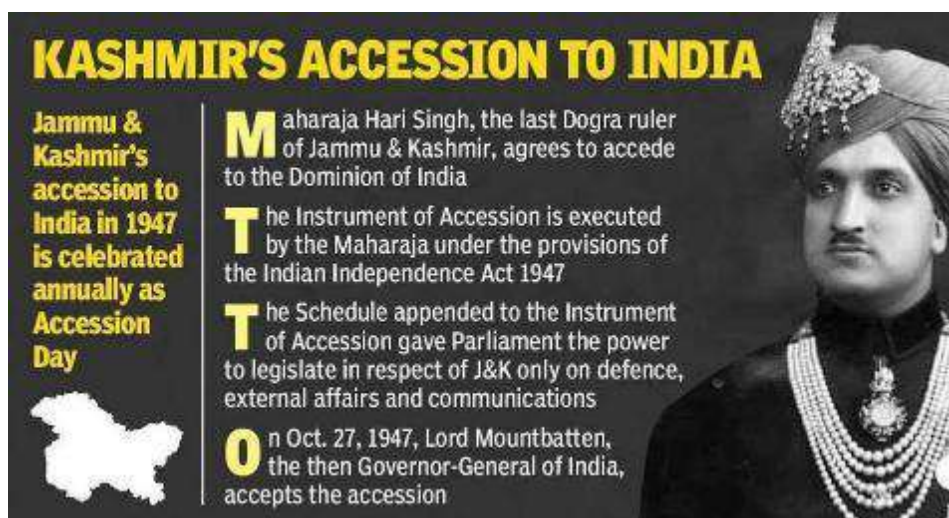 KASHMIR'S ACCESSION TO INDIA
Jammu &
Kashmir's
accession to
India in 1947
is celebrated
annually as
Accession
Day
Maharaja Hari Singh, the last Dogra ruler
of Jammu & Kashmir, agrees to accede
to the Dominion of India
The Instrument of Accession is executed
by the Maharaja under the provisions of
the Indian Independence Act 1947
The Schedule appended to the Instrument
of Accession gave Parliament the power
to legislate in respect of J&K only on defence,
external affairs and communications
On Oct. 27, 1947, Lord Mountbatten,
the then Governor-General of India,
accepts the accession